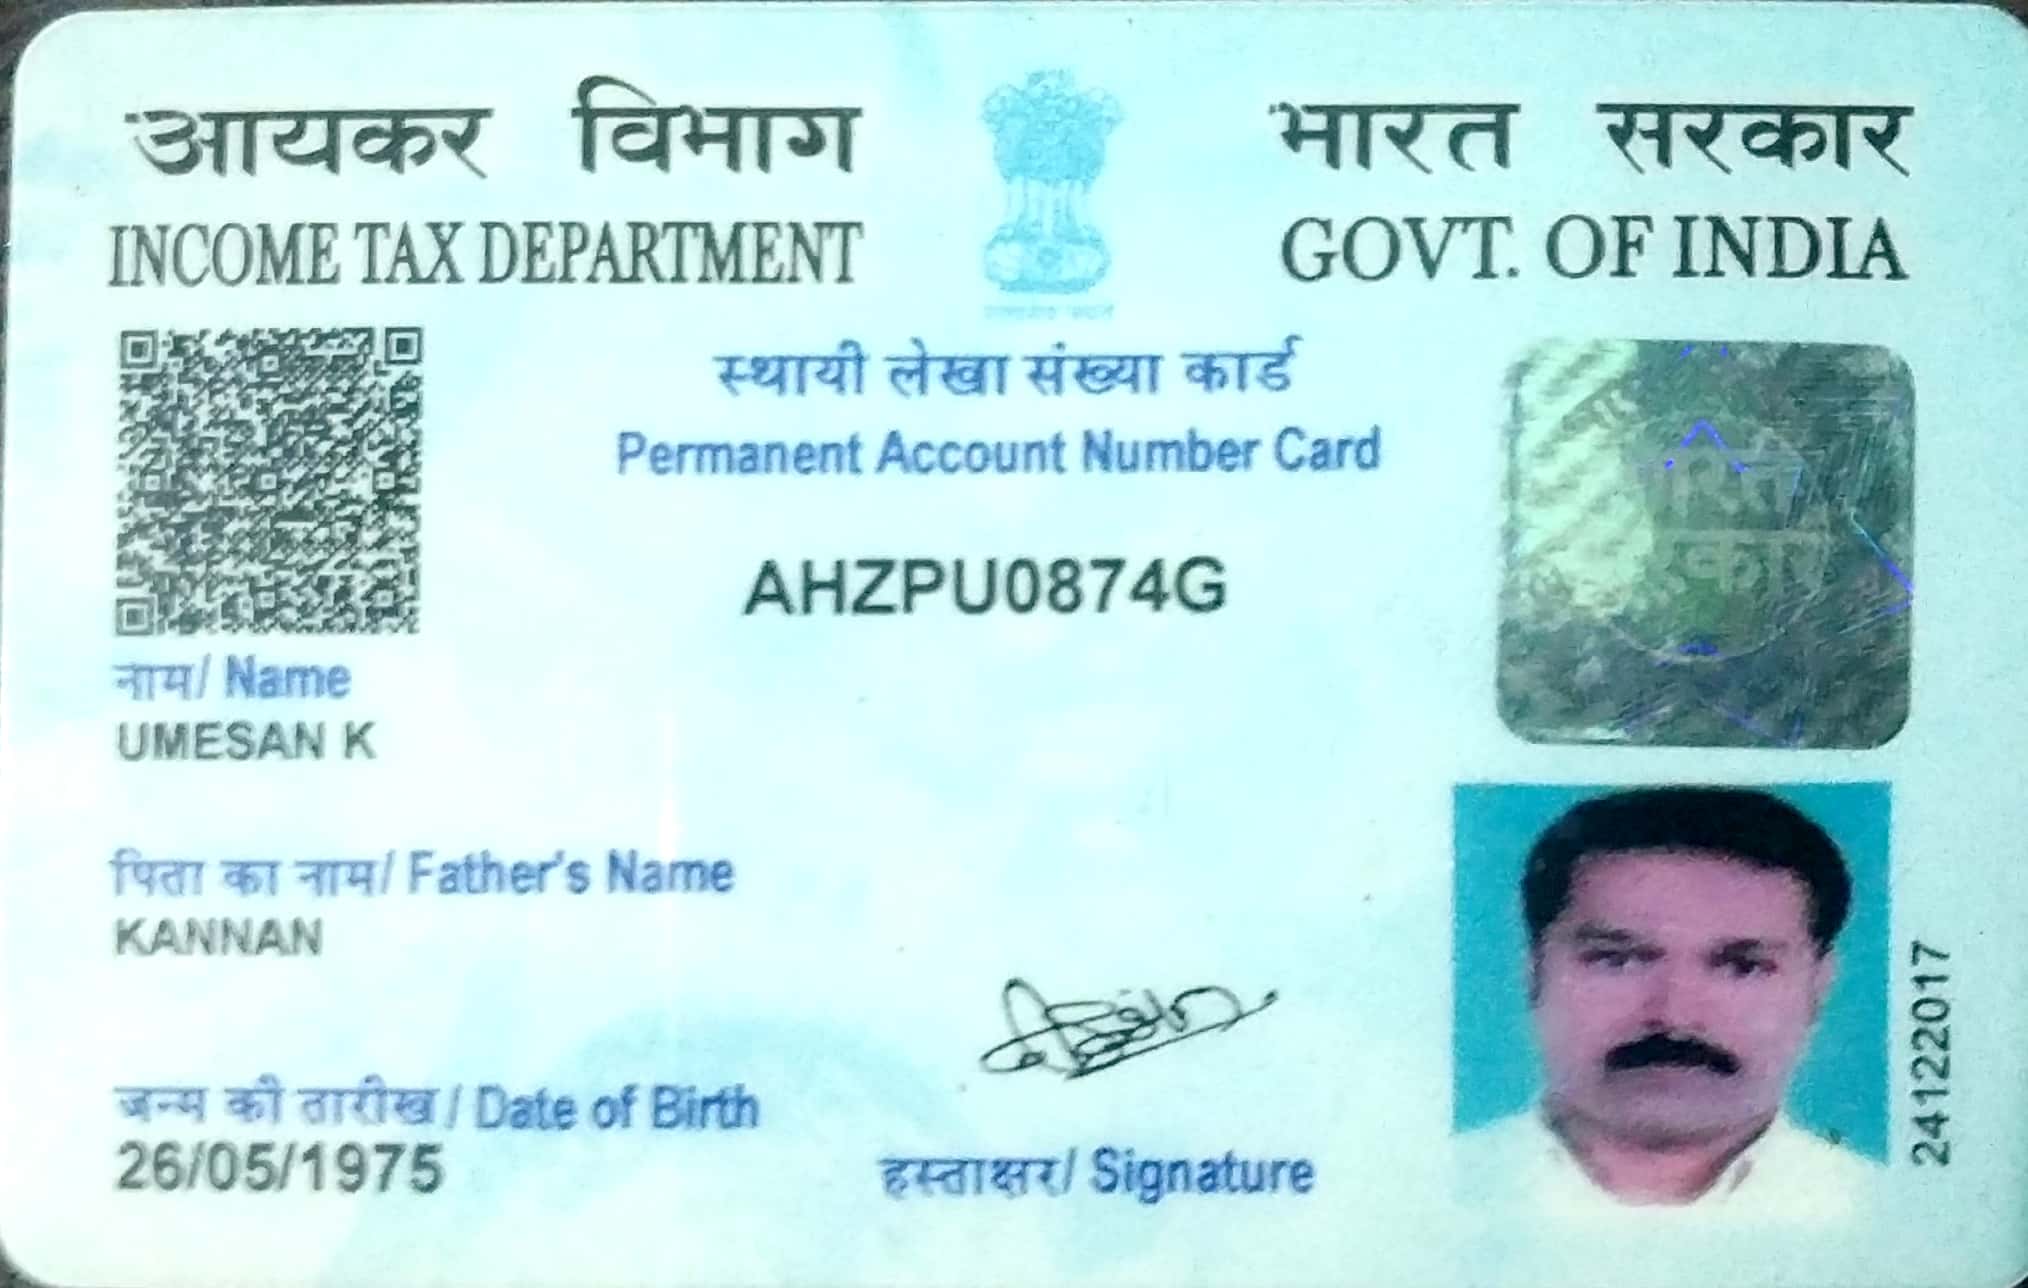 आयकर विभाग
INCOME TAX DEPARTMENT
भारत सरकार
GOVT. OF INDIA
स्थायी लेखा संख्या कार्ड
Permanent Account Number Card
AHZPU0874G
नाम/ Name
UMESAN K
पिता का नाम/ Father's Name
KANNAN
जन्म की तारीख / Date of Birth
26/05/1975
हस्ताक्षर/ Signature
24122017